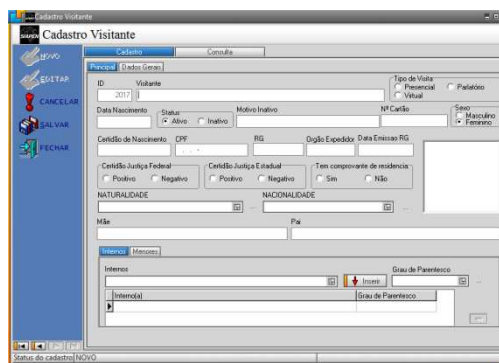 Cadastro Visitante
SIAPEN Cadastro Visitante
NOVO
EDITAR
CANCELAR
SALVAR
FECHAR
Cadastro Consulta
Principal Dados Gerais
ID Visitante
2017
Tipo de Visita
Presencial Parlatório
Virtual
Data Nascimento Status Motivo Inativo Nº Cartão Sexo
Ativo Inativo
Masculino
Feminino
Certidão de Nascimento CPF RG Orgão Expedidor Data Emissao RG
. . -
Certidão Justiça Federal Certidão Justiça Estadual Tem comprovante de residencia
Positivo Negativo Positivo Negativo Sim Não
NATURALIDADE NACIONALIDADE
... ...
Mãe Pai
Internos Menores
Internos Grau de Parentesco
Inserir ...
Interno(a) Grau de Parentesco
Status do cadastro NOVO